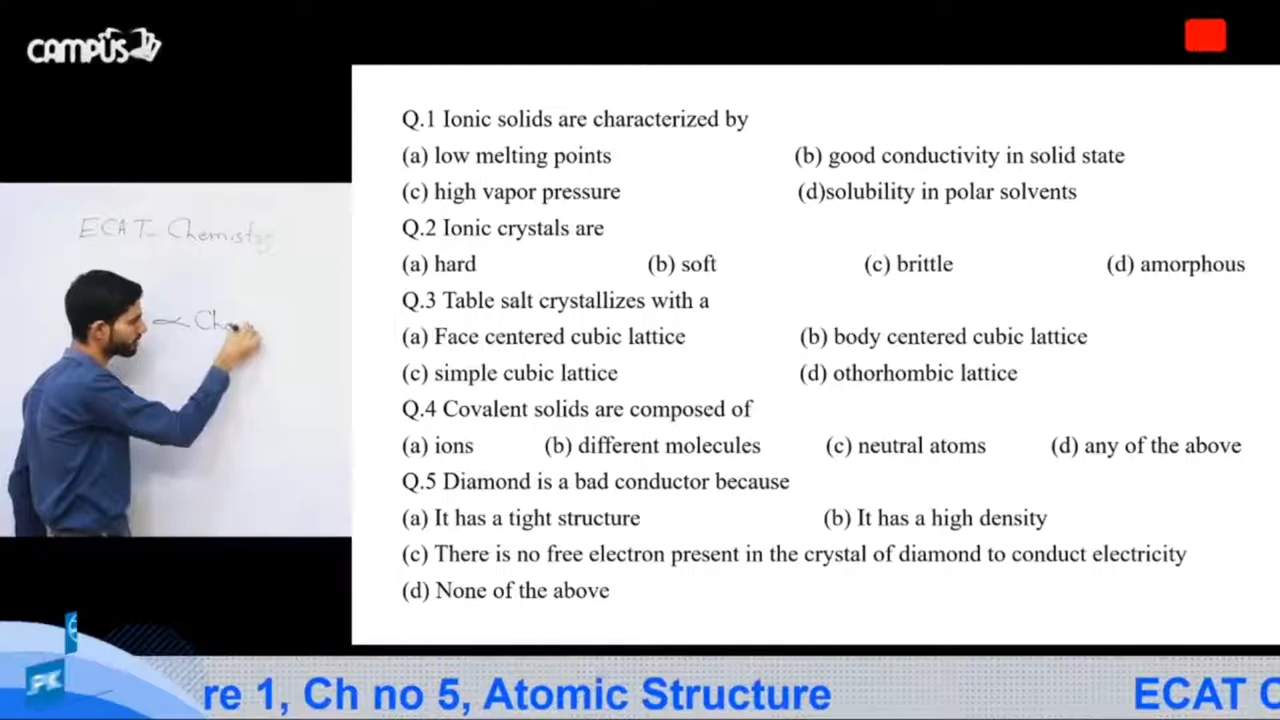 CAMPUS
Q.1 Ionic solids are characterized by
(a) low melting points (b) good conductivity in solid state
(c) high vapor pressure (d)solubility in polar solvents
Q.2 Ionic crystals are
(a) hard (b) soft (c) brittle (d) amorphous
Q.3 Table salt crystallizes with a
(a) Face centered cubic lattice (b) body centered cubic lattice
(c) simple cubic lattice (d) othorhombic lattice
Q.4 Covalent solids are composed of
(a) ions (b) different molecules (c) neutral atoms (d) any of the above
Q.5 Diamond is a bad conductor because
(a) It has a tight structure (b) It has a high density
(c) There is no free electron present in the crystal of diamond to conduct electricity
(d) None of the above
ECAT- Chemistry
Ch
re 1, Ch no 5, Atomic Structure ECAT C